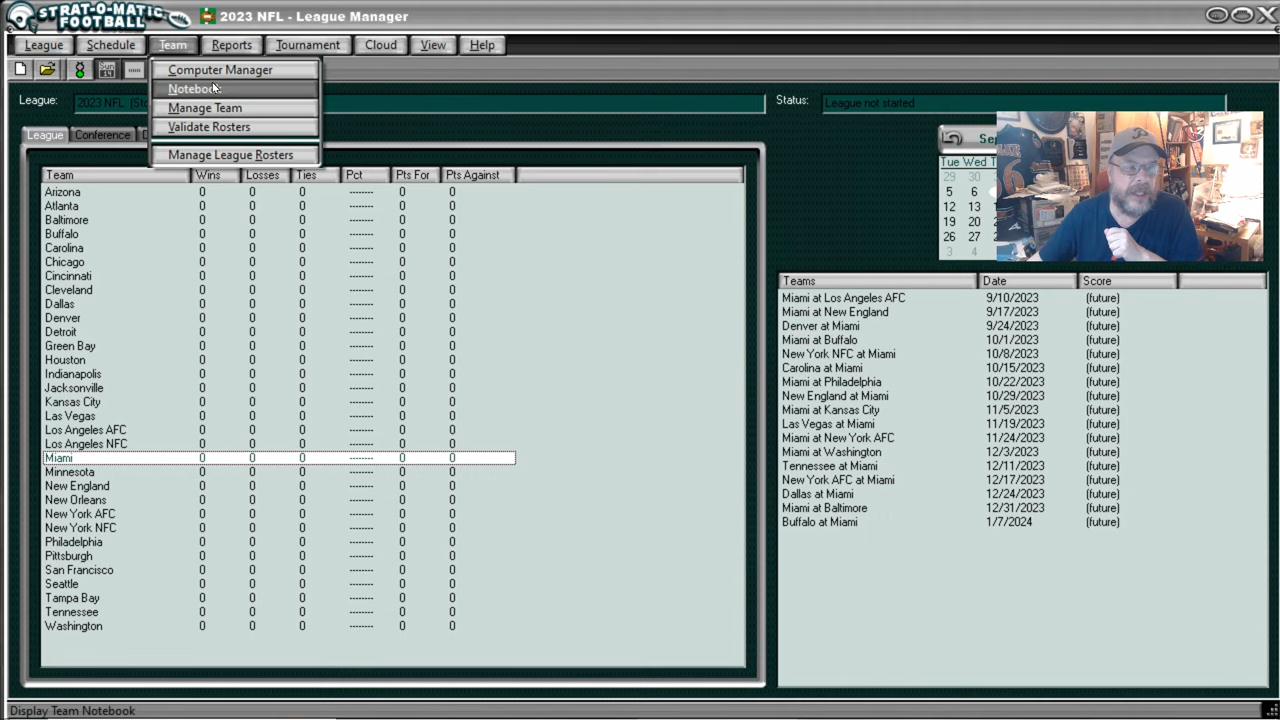 STRAT-O-MATIC
FOOTBALL
2023 NFL - League Manager
League Schedule Team Reports Tournament Cloud View Help
Computer Manager
Notebook
Manage Team
Validate Rosters
Manage League Rosters
League: 2023 NFL
Status: League not started
League Conference
Tue Wed
29 30
5 6
12 13
19 20
26 27
3 4
Team Wins Losses Ties Pct Pts For Pts Against
Arizona 0 0 0 -------- 0 0
Atlanta 0 0 0 -------- 0 0
Baltimore 0 0 0 -------- 0 0
Buffalo 0 0 0 -------- 0 0
Carolina 0 0 0 -------- 0 0
Chicago 0 0 0 -------- 0 0
Cincinnati 0 0 0 -------- 0 0
Cleveland 0 0 0 -------- 0 0
Dallas 0 0 0 -------- 0 0
Denver 0 0 0 -------- 0 0
Detroit 0 0 0 -------- 0 0
Green Bay 0 0 0 -------- 0 0
Houston 0 0 0 -------- 0 0
Indianapolis 0 0 0 -------- 0 0
Jacksonville 0 0 0 -------- 0 0
Kansas City 0 0 0 -------- 0 0
Las Vegas 0 0 0 -------- 0 0
Los Angeles AFC 0 0 0 -------- 0 0
Los Angeles NFC 0 0 0 -------- 0 0
Miami 0 0 0 -------- 0 0
Minnesota 0 0 0 -------- 0 0
New England 0 0 0 -------- 0 0
New Orleans 0 0 0 -------- 0 0
New York AFC 0 0 0 -------- 0 0
New York NFC 0 0 0 -------- 0 0
Philadelphia 0 0 0 -------- 0 0
Pittsburgh 0 0 0 -------- 0 0
San Francisco 0 0 0 -------- 0 0
Seattle 0 0 0 -------- 0 0
Tampa Bay 0 0 0 -------- 0 0
Tennessee 0 0 0 -------- 0 0
Washington 0 0 0 -------- 0 0
Teams Date Score
Miami at Los Angeles AFC 9/10/2023 (future)
Miami at New England 9/17/2023 (future)
Denver at Miami 9/24/2023 (future)
Miami at Buffalo 10/1/2023 (future)
New York NFC at Miami 10/8/2023 (future)
Carolina at Miami 10/15/2023 (future)
Miami at Philadelphia 10/22/2023 (future)
New England at Miami 10/29/2023 (future)
Miami at Kansas City 11/5/2023 (future)
Las Vegas at Miami 11/19/2023 (future)
Miami at New York AFC 11/24/2023 (future)
Miami at Washington 12/3/2023 (future)
Tennessee at Miami 12/11/2023 (future)
New York AFC at Miami 12/17/2023 (future)
Dallas at Miami 12/24/2023 (future)
Miami at Baltimore 12/31/2023 (future)
Buffalo at Miami 1/7/2024 (future)
Display Team Notebook